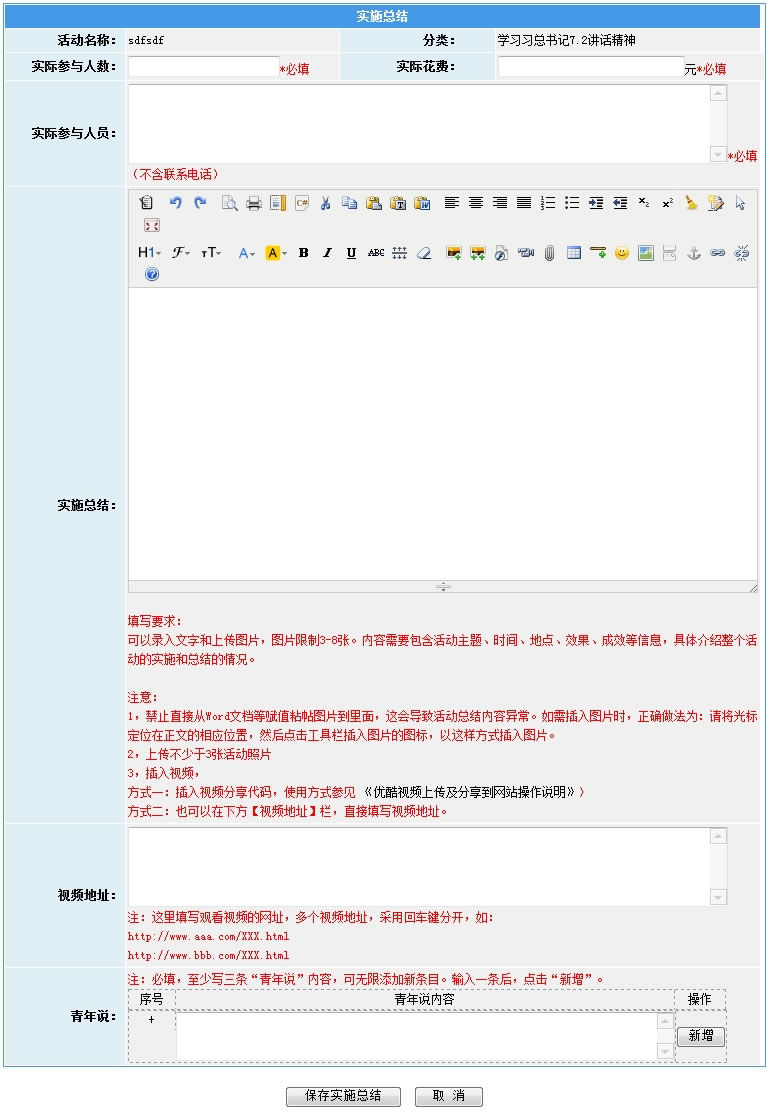 实施总结
活动名称： sdfsdf 分类： 学习习总书记7.2讲话精神
实际参与人数： *必填 实际花费： 元*必填
实际参与人员： *必填
（不含联系电话）
H1 F TT A A B I U ABC
实施总结：
填写要求：
可以录入文字和上传图片，图片限制3-8张。内容需要包含活动主题、时间、地点、效果、成效等信息，具体介绍整个活
动的实施和总结的情况。
注意：
1，禁止直接从Word文档等赋值粘帖图片到里面，这会导致活动总结内容异常。如需插入图片时，正确做法为：请将光标
定位在正文的相应位置，然后点击工具栏插入图片的图标，以这样方式插入图片。
2，上传不少于3张活动照片
3，插入视频，
方式一：插入视频分享代码，使用方式参见 《优酷视频上传及分享到网站操作说明》）
方式二：也可以在下方【视频地址】栏，直接填写视频地址。
视频地址：
注：这里填写观看视频的网址，多个视频地址，采用回车键分开，如：
http://www.aaa.com/XXX.html
http://www.bbb.com/XXX.html
注：必填，至少写三条“青年说”内容，可无限添加新条目。输入一条后，点击“新增”。
序号 青年说内容 操作
青年说： + 新增
保存实施总结 取 消